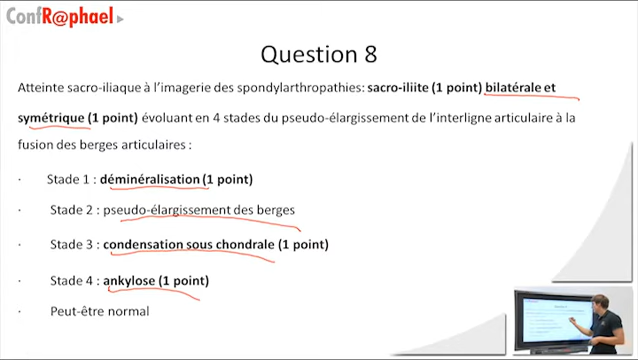 ConfR@phael
Question 8
Atteinte sacro-iliaque à l'imagerie des spondylarthropathies: sacro-iliite (1 point) bilatérale et
symétrique (1 point) évoluant en 4 stades du pseudo-élargissement de l'interligne articulaire à la
fusion des berges articulaires :
· Stade 1 : déminéralisation (1 point)
· Stade 2 : pseudo-élargissement des berges
· Stade 3 : condensation sous chondrale (1 point)
· Stade 4 : ankylose (1 point)
· Peut-être normal